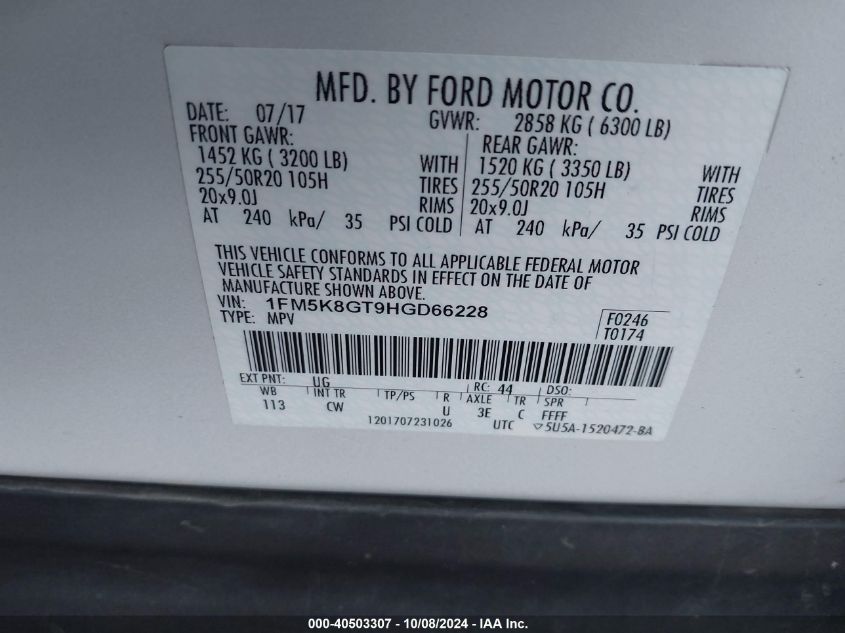 MFD. BY FORD MOTOR CO.
DATE: 07/17 GVWR: 2858 KG ( 6300 LB)
FRONT GAWR: REAR GAWR:
1452 KG ( 3200 LB) WITH 1520 KG ( 3350 LB) WITH
255/50R20 105H TIRES 255/50R20 105H TIRES
20x9.0J RIMS 20x9.0J RIMS
AT 240 kPa/ 35 PSI COLD AT 240 kPa/ 35 PSI COLD
THIS VEHICLE CONFORMS TO ALL APPLICABLE FEDERAL MOTOR
VEHICLE SAFETY STANDARDS IN EFFECT ON THE DATE OF
MANUFACTURE SHOWN ABOVE.
VIN: 1FM5K8GT9HGD66228
TYPE: MPV
F0246
T0174
EXT PNT: UG RC: 44 DSO:
WB INT TR TP/PS R AXLE TR SPR
113 CW U 3E C FFFF
1201707231026 UTC ▽5U5A-1520472-BA
000-40503307 - 10/08/2024 - IAA Inc.